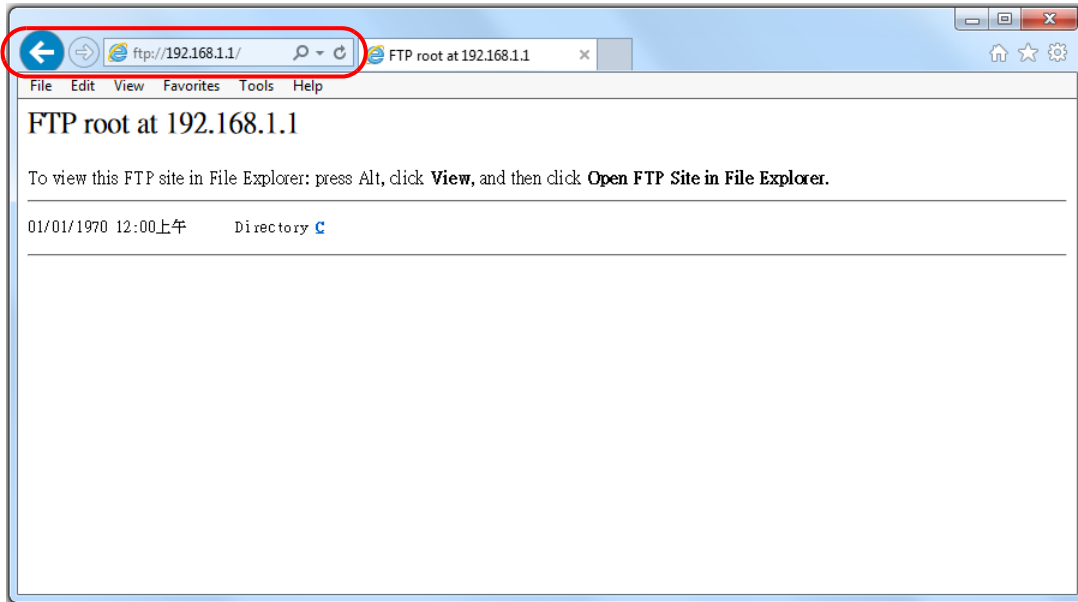 ftp://192.168.1.1/
FTP root at 192.168.1.1
File Edit View Favorites Tools Help
FTP root at 192.168.1.1
To view this FTP site in File Explorer: press Alt, click View, and then click Open FTP Site in File Explorer.
01/01/1970 12:00上午 Directory C